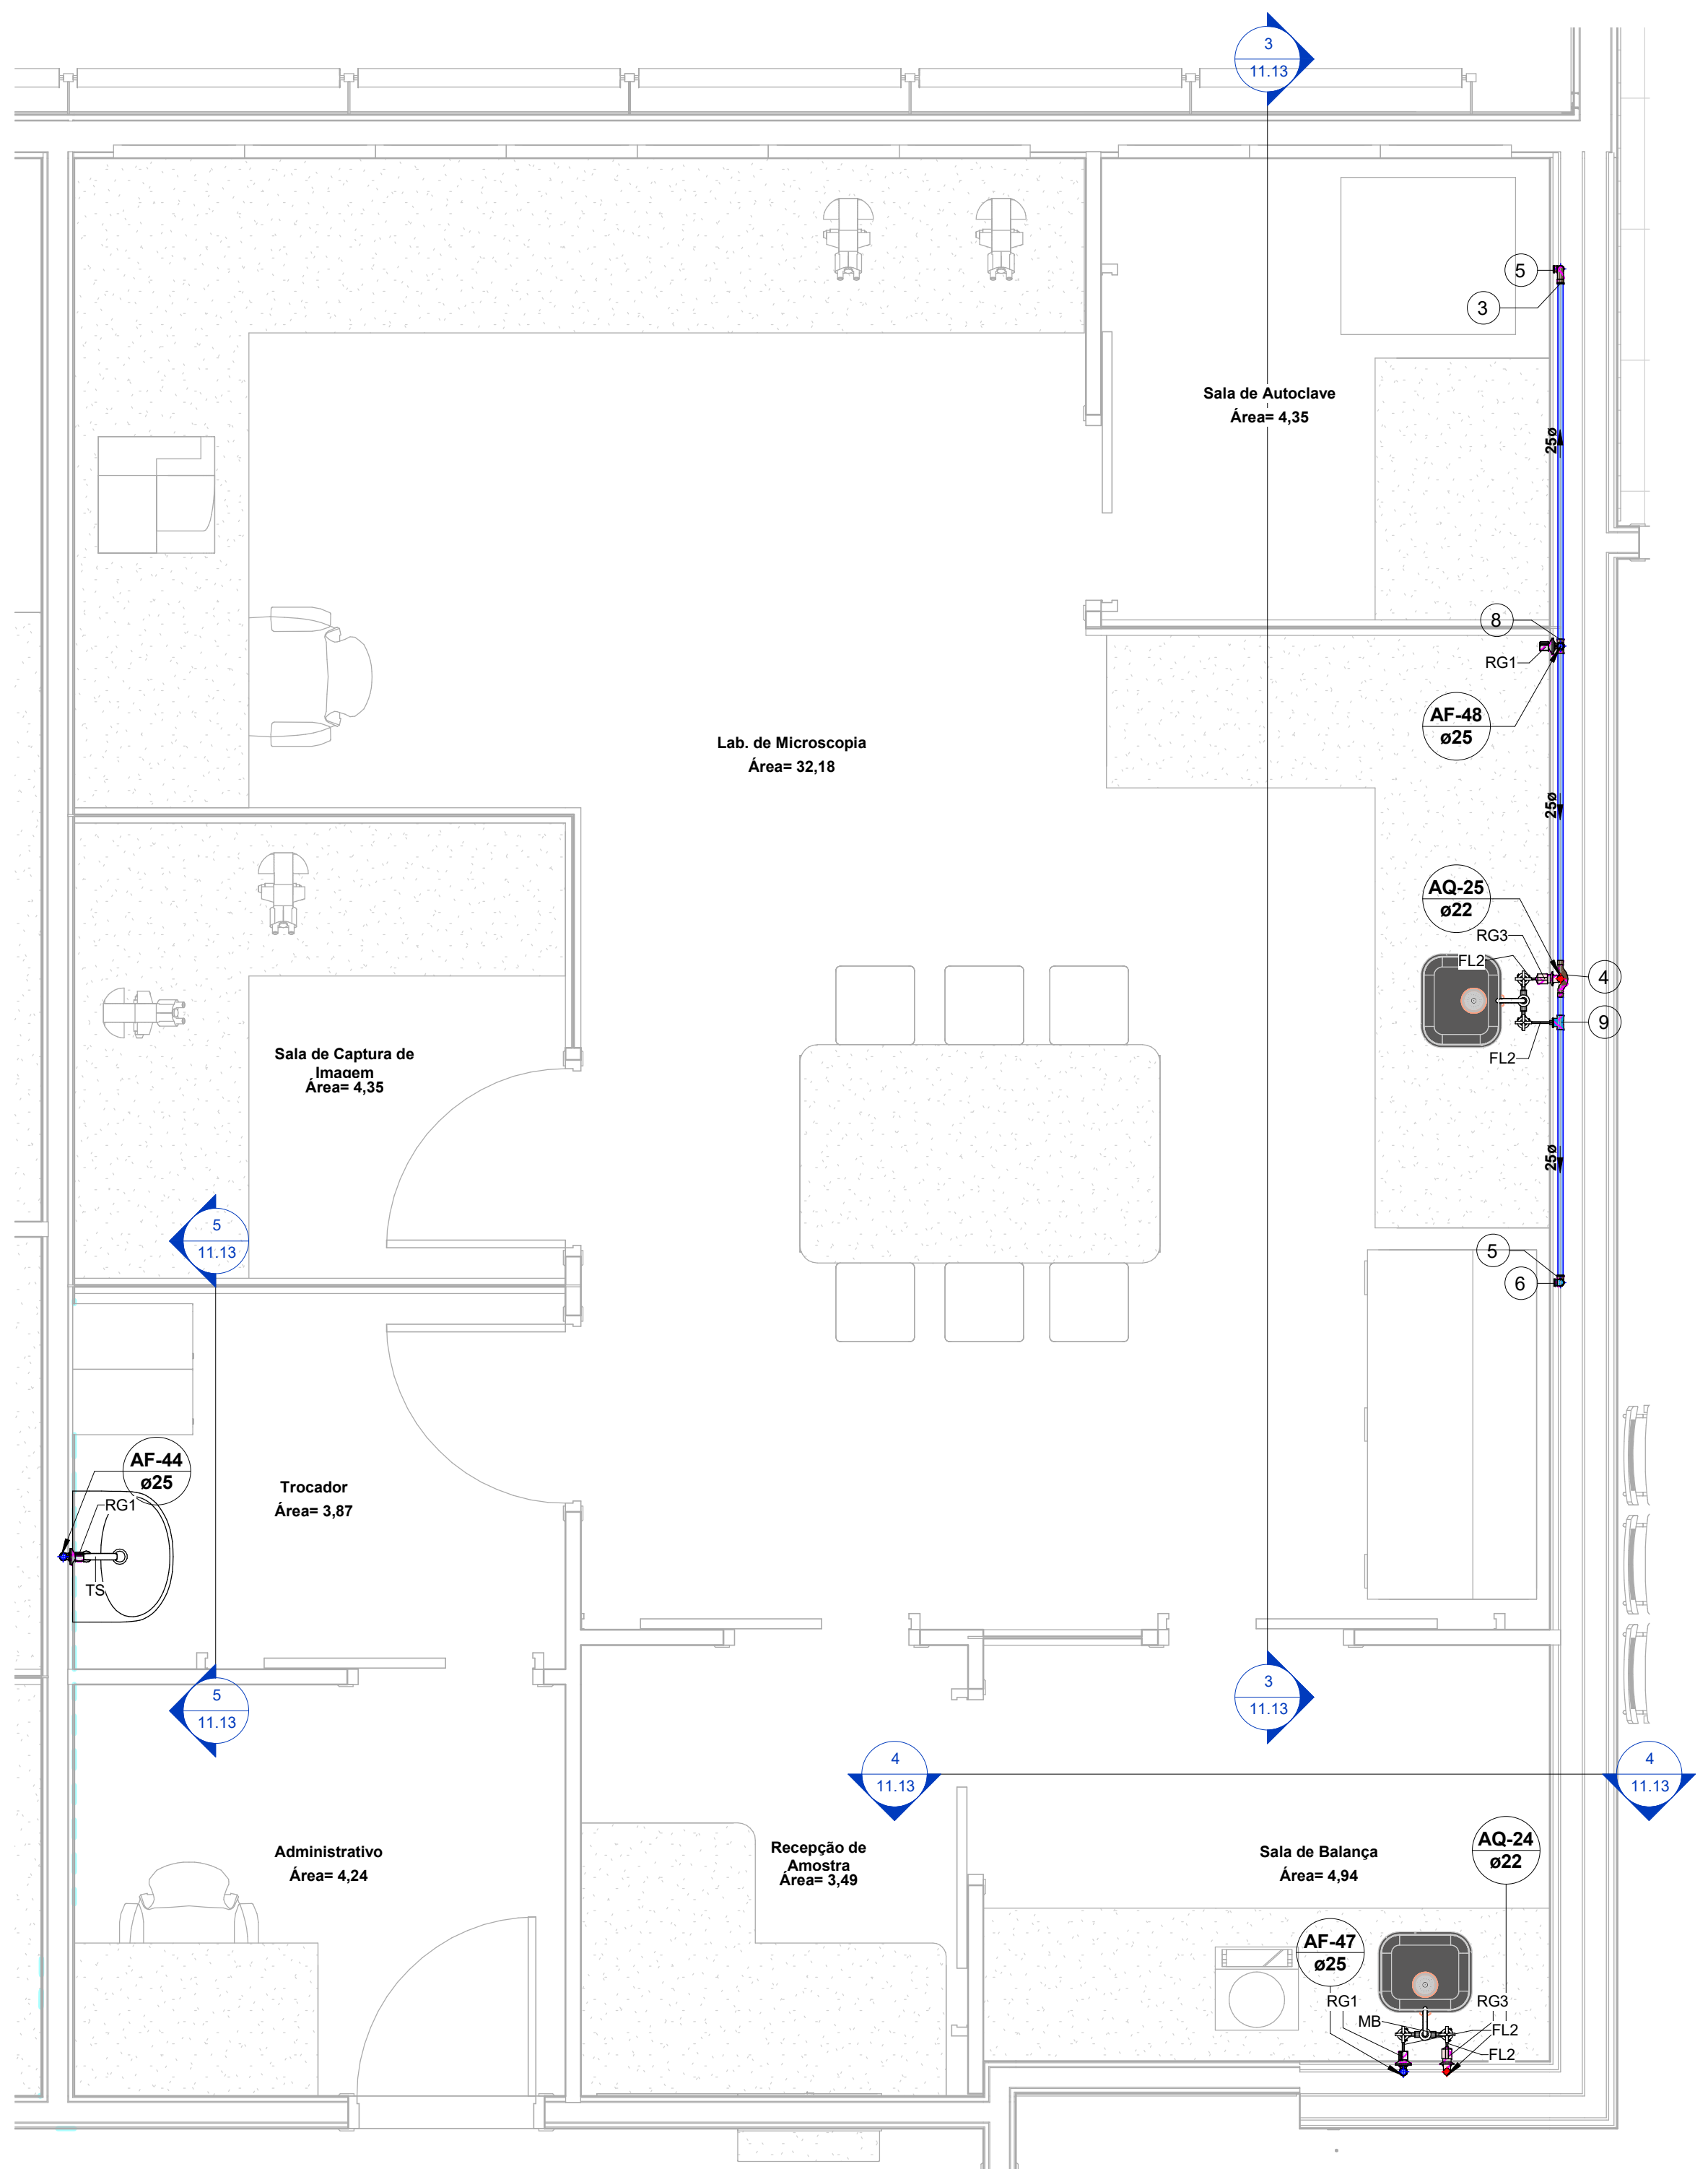 3
11.13
5
3
Sala de Autoclave
Área= 4,35
25ø
8
RG1
AF-48
ø25
Lab. de Microscopia
Área= 32,18
25ø
AQ-25
ø22
RG3
FL2
4
9
FL2
Sala de Captura de
Imagem
Área= 4,35
25ø
5
11.13
5
6
AF-44
ø25
RG1
Trocador
Área= 3,87
TS
5
11.13
3
11.13
4
11.13
4
11.13
Administrativo
Área= 4,24
Recepção de
Amostra
Área= 3,49
Sala de Balança
Área= 4,94
AQ-24
ø22
AF-47
ø25
RG1
RG3
MB
FL2
FL2